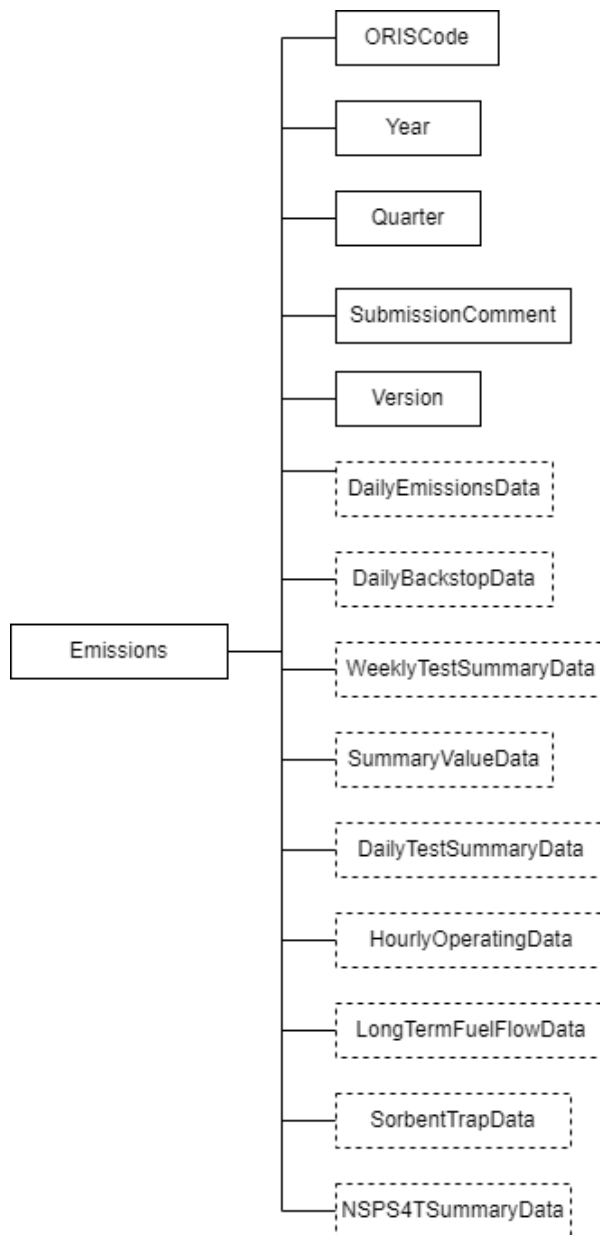 ORISCode
Year
Quarter
SubmissionComment
Version
DailyEmissionsData
DailyBackstopData
Emissions
WeeklyTestSummaryData
SummaryValueData
DailyTestSummaryData
HourlyOperatingData
LongTermFuelFlowData
SorbentTrapData
NSPS4TSummaryData